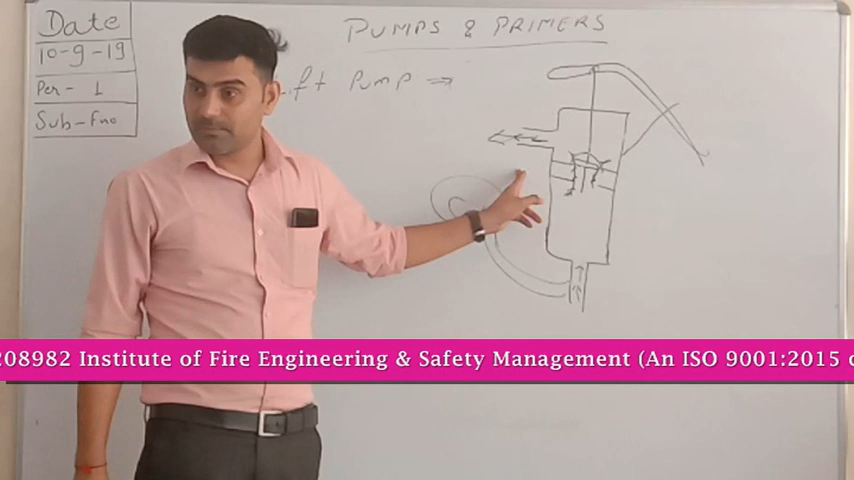 Date
10-9-19
Per- 1
Sub-Fno
PUMPS & PRIMERS
ift PUMP ⇒
208982 Institute of Fire Engineering & Safety Management (An ISO 9001:2015 c